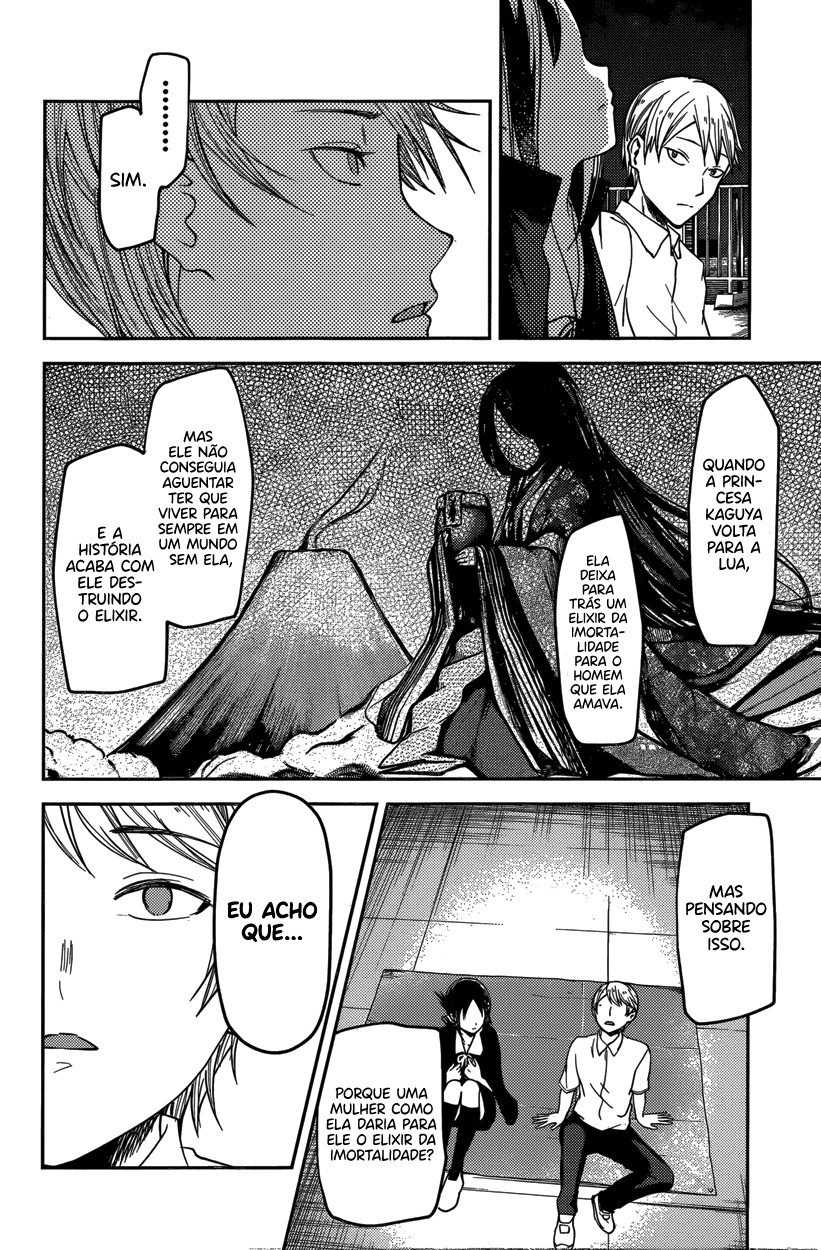 .........
SIM.
QUANDO
A PRIN-
CESA
KAGUYA
VOLTA
PARA A
LUA,
ELA
DEIXA
PARA
TRÁS UM
ELIXIR DA
IMORTA-
LIDADE
PARA O
HOMEM
QUE ELA
AMAVA.
MAS
ELE NÃO
CONSEGUIA
AGUENTAR
TER QUE
VIVER PARA
SEMPRE EM
UM MUNDO
SEM ELA,
E A
HISTÓRIA
ACABA COM
ELE DES-
TRUINDO
O ELIXIR.
MAS
PENSANDO
SOBRE
ISSO.
PORQUE UMA
MULHER COMO
ELA DARIA PARA
ELE O ELIXIR DA
IMORTALIDADE?
EU ACHO
QUE...